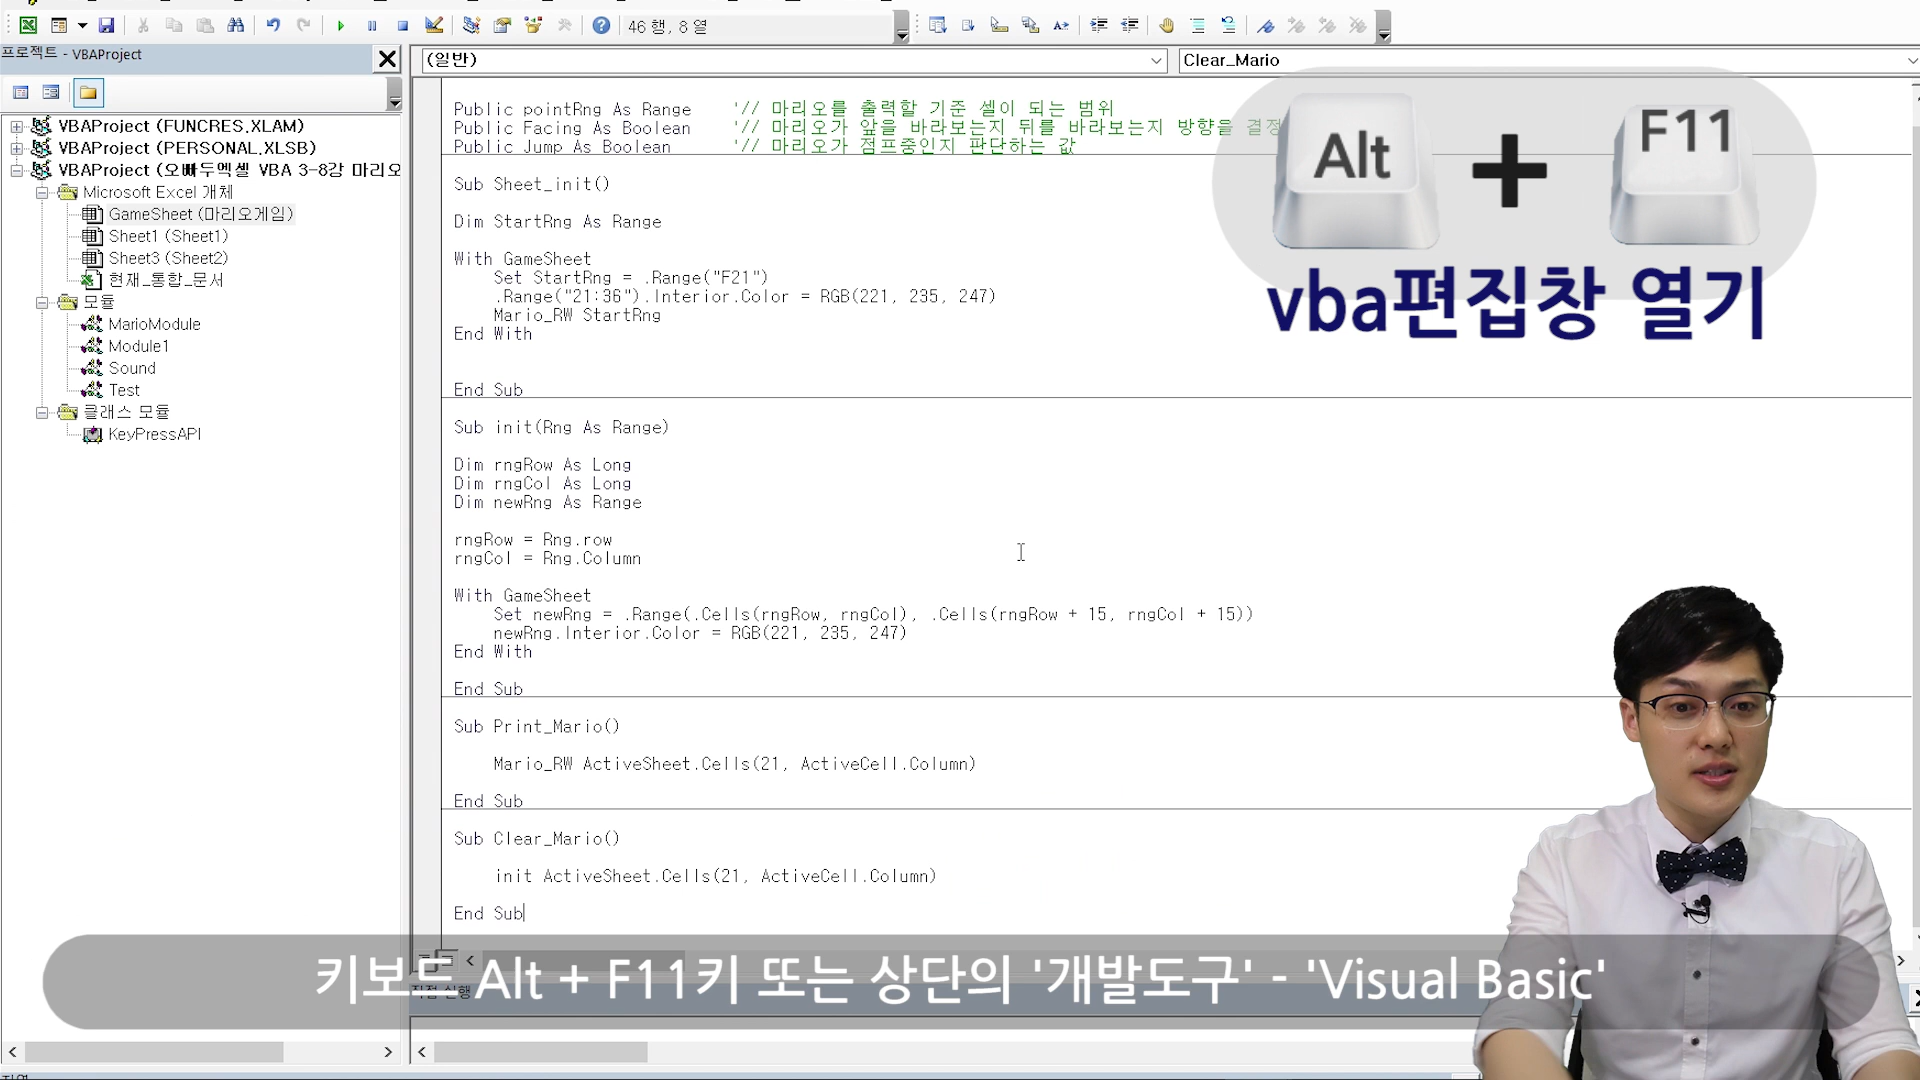 46 행, 8 열
프로젝트 - VBAProject
(일반)
Clear_Mario
VBAProject (FUNCRES.XLAM)
VBAProject (PERSONAL.XLSB)
VBAProject (오빠두엑셀 VBA 3-8강 마리오
Microsoft Excel 개체
GameSheet (마리오게임)
Sheet1 (Sheet1)
Sheet3 (Sheet2)
현재_통합_문서
모듈
MarioModule
Module1
Sound
Test
클래스 모듈
KeyPressAPI
Public pointRng As Range '// 마리오를 출력할 기준 셀이 되는 범위
Public Facing As Boolean '// 마리오가 앞을 바라보는지 뒤를 바라보는지 방향을 결정
Public Jump As Boolean '// 마리오가 점프중인지 판단하는 값
Sub Sheet_init()
Dim StartRng As Range
With GameSheet
Set StartRng = .Range("F21")
.Range("21:36").Interior.Color = RGB(221, 235, 247)
Mario_RW StartRng
End With
End Sub
Sub init(Rng As Range)
Dim rngRow As Long
Dim rngCol As Long
Dim newRng As Range
rngRow = Rng.row
rngCol = Rng.Column
With GameSheet
Set newRng = .Range(.Cells(rngRow, rngCol), .Cells(rngRow + 15, rngCol + 15))
newRng.Interior.Color = RGB(221, 235, 247)
End With
End Sub
Sub Print_Mario()
Mario_RW ActiveSheet.Cells(21, ActiveCell.Column)
End Sub
Sub Clear_Mario()
init ActiveSheet.Cells(21, ActiveCell.Column)
End Sub
Alt + F11
vba편집창 열기
키보드 Alt + F11키 또는 상단의 '개발도구' - 'Visual Basic'